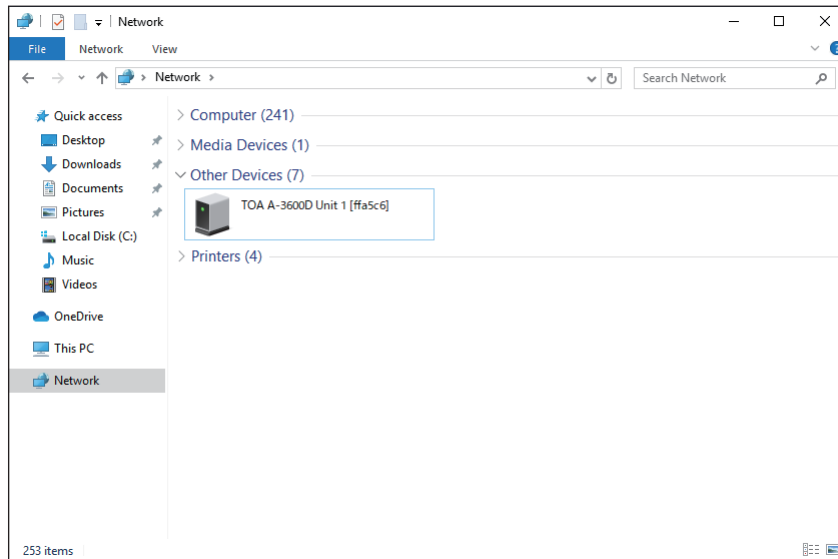 Network
File Network View
Network
Search Network
Quick access
Desktop
Downloads
Documents
Pictures
Local Disk (C:)
Music
Videos
OneDrive
This PC
Network
Computer (241)
Media Devices (1)
Other Devices (7)
TOA A-3600D Unit 1 [ffa5c6]
Printers (4)
253 items